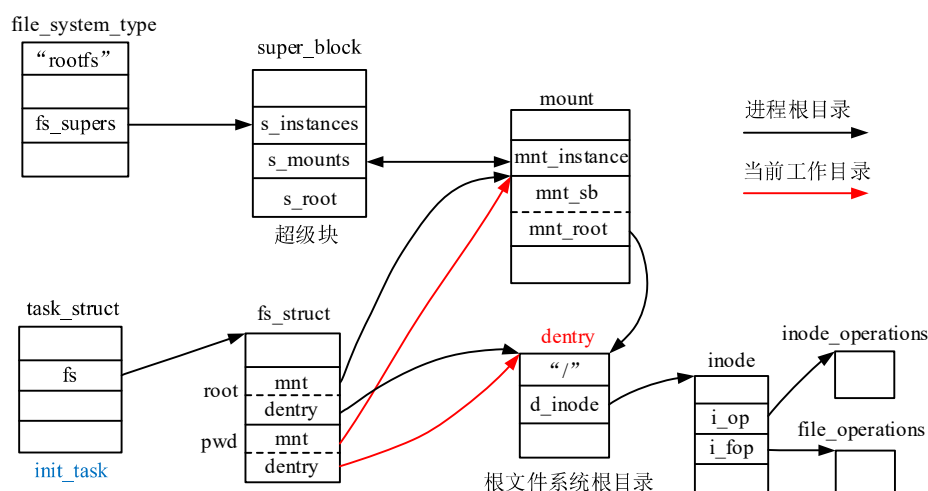 file_system_type
“rootfs”
fs_supers
super_block
s_instances
s_mounts
s_root
超级块
mount
mnt_instance
mnt_sb
mnt_root
进程根目录
当前工作目录
task_struct
fs
init_task
fs_struct
root
mnt
dentry
pwd
mnt
dentry
dentry
“/”
d_inode
根文件系统根目录
inode
i_op
i_fop
inode_operations
file_operations